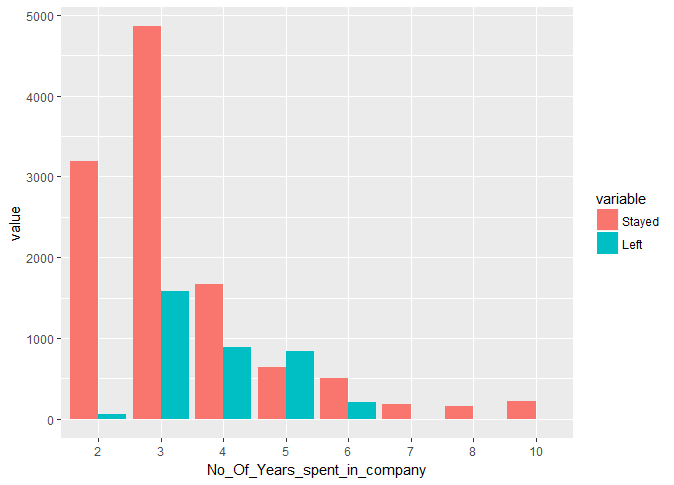 5000
4000
3000
2000
1000
0
value
2 3 4 5 6 7 8 10
No_Of_Years_spent_in_company
variable
Stayed
Left